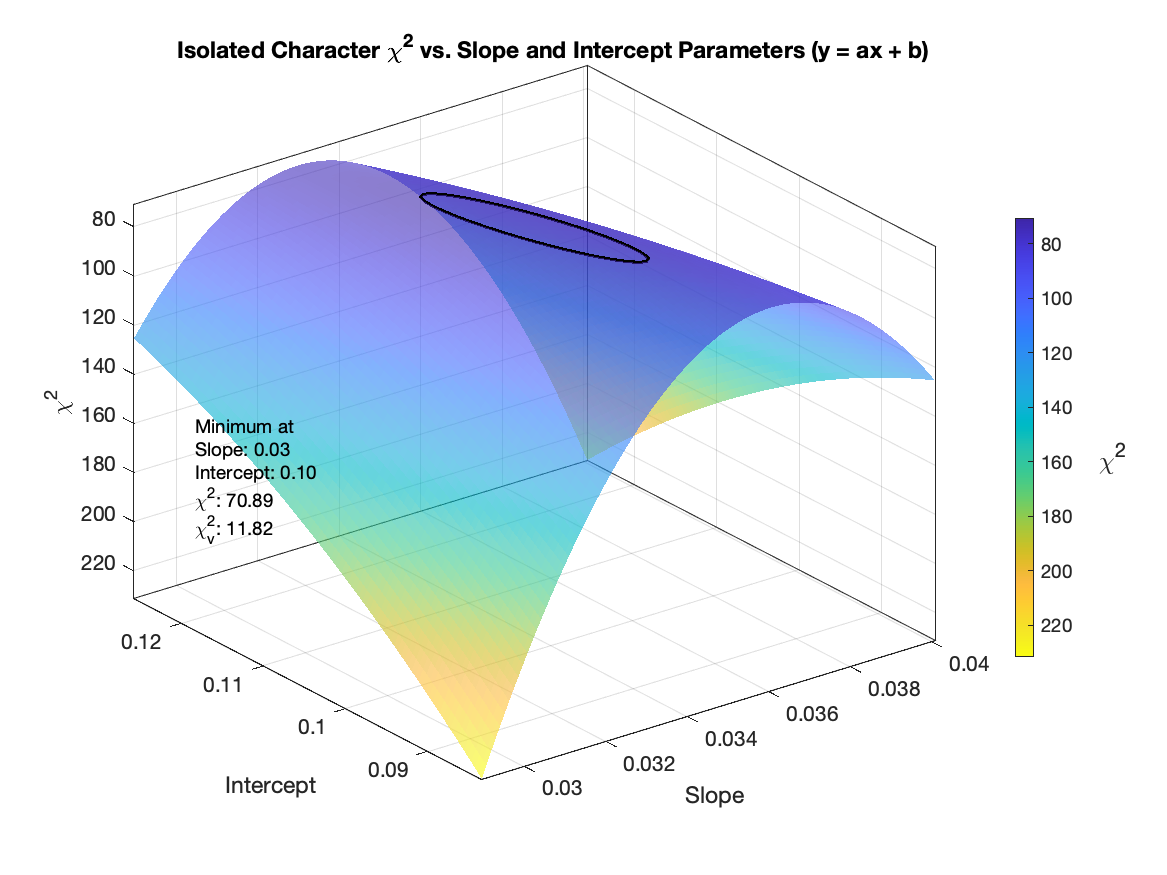 Isolated Character χ² vs. Slope and Intercept Parameters (y = ax + b)
80
100
120
140
160
180
200
220
χ²
Minimum at
Slope: 0.03
Intercept: 0.10
χ²: 70.89
χ²ᵥ: 11.82
0.12
0.11
0.1
0.09
Intercept
0.03
0.032
0.034
0.036
0.038
0.04
Slope
80
100
120
140
160
180
200
220
χ²